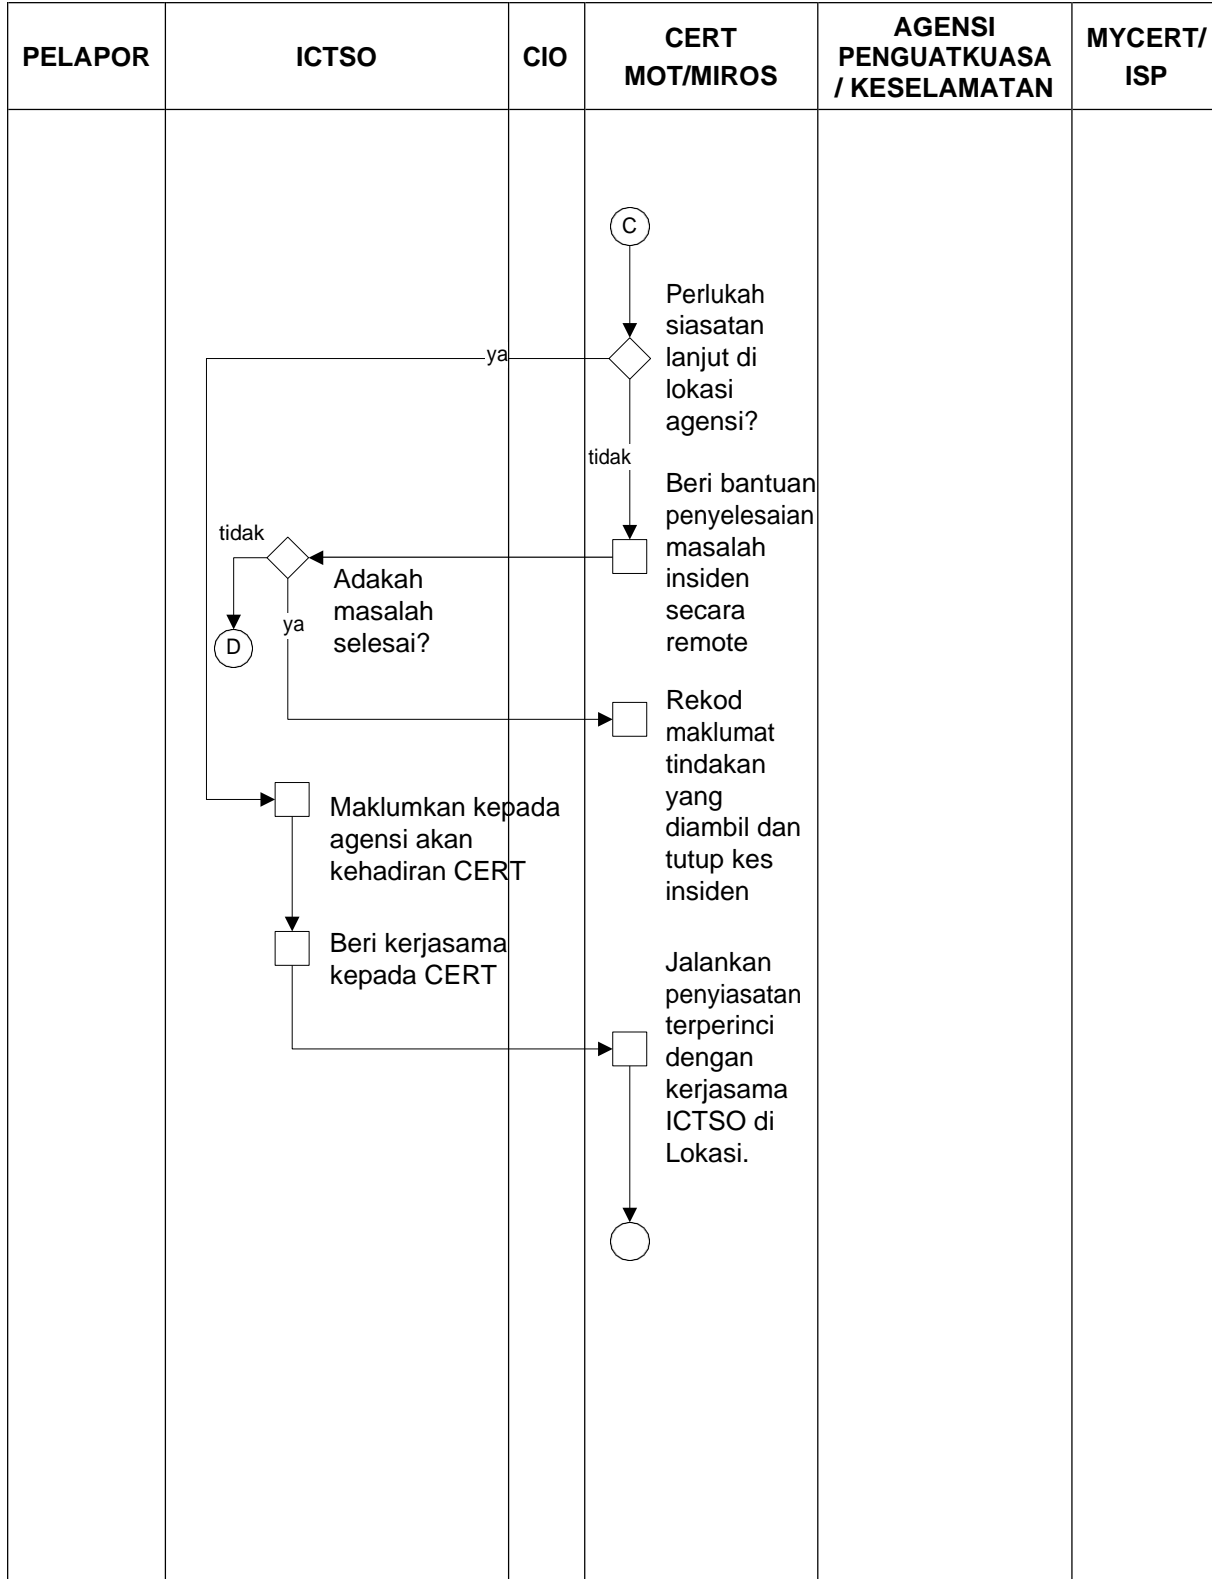 PELAPOR
ICTSO
CIO
CERT
MOT/MIROS
AGENSI
PENGUATKUASA
/ KESELAMATAN
MYCERT/
ISP
C
Perlukah
siasatan
lanjut di
lokasi
agensi?
ya
tidak
Beri bantuan
penyelesaian
masalah
insiden
secara
remote
tidak
Adakah
masalah
selesai?
ya
D
Rekod
maklumat
tindakan
yang
diambil dan
tutup kes
insiden
Maklumkan kepada
agensi akan
kehadiran CERT
Beri kerjasama
kepada CERT
Jalankan
penyiasatan
terperinci
dengan
kerjasama
ICTSO di
Lokasi.